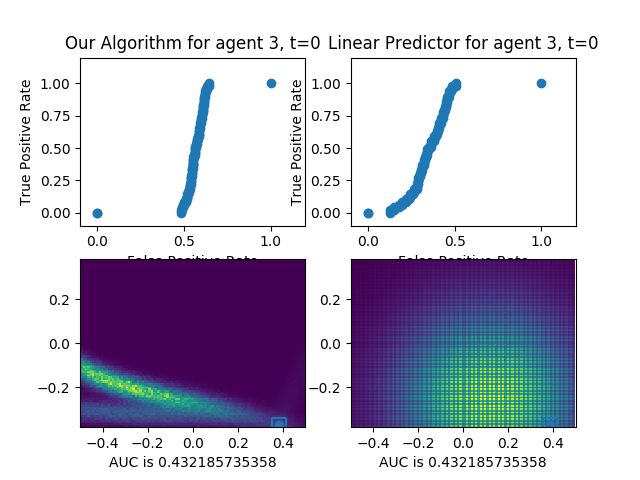 Our Algorithm for agent 3, t=0
Linear Predictor for agent 3, t=0
True Positive Rate
1.00
0.75
0.50
0.25
0.00
0.0 0.5 1.0
False Positive Rate
True Positive Rate
1.00
0.75
0.50
0.25
0.00
0.0 0.5 1.0
False Positive Rate
0.2
0.0
−0.2
−0.4 −0.2 0.0 0.2 0.4
AUC is 0.432185735358
0.2
0.0
−0.2
−0.4 −0.2 0.0 0.2 0.4
AUC is 0.432185735358